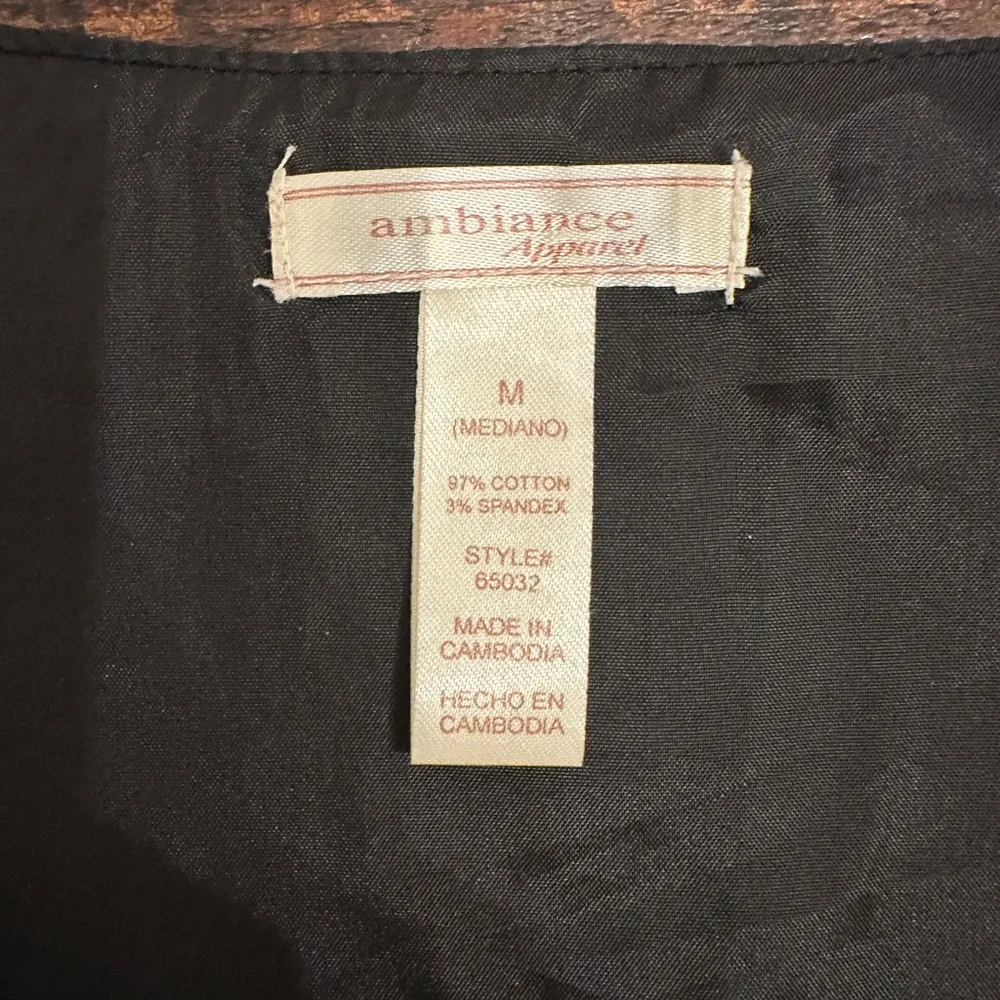 ambiance
Apparel
M
(MEDIANO)
97% COTTON
3% SPANDEX
STYLE#
65032
MADE IN
CAMBODIA
HECHO EN
CAMBODIA